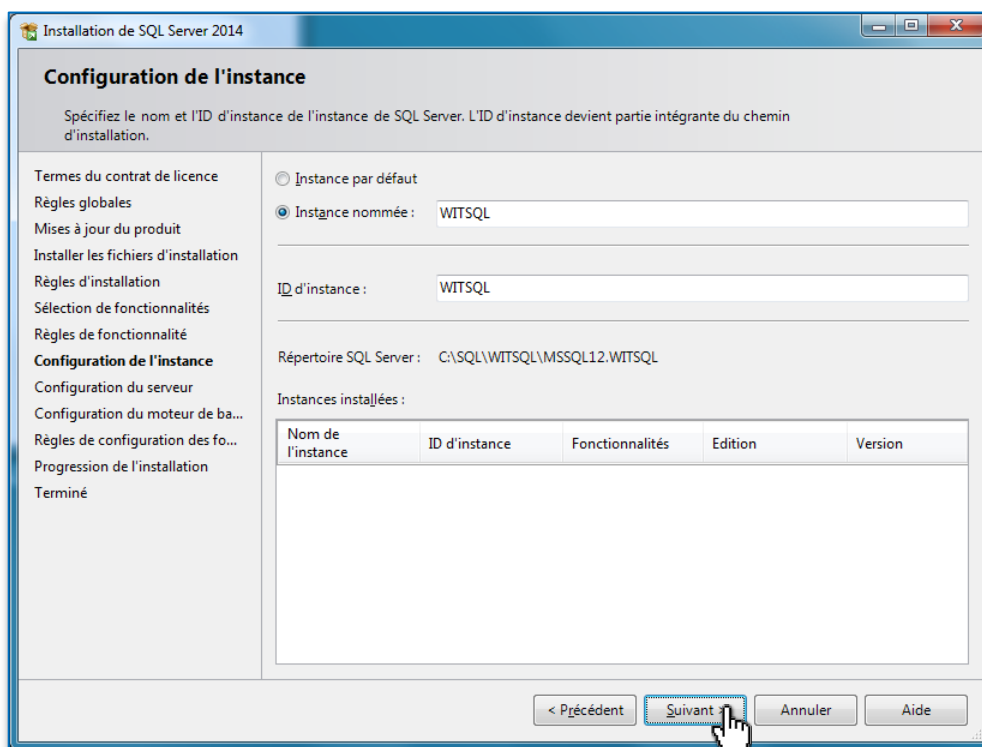 Installation de SQL Server 2014
Configuration de l'instance
Spécifiez le nom et l'ID d'instance de l'instance de SQL Server. L'ID d'instance devient partie intégrante du chemin
d'installation.
Termes du contrat de licence
Règles globales
Mises à jour du produit
Installer les fichiers d'installation
Règles d'installation
Sélection de fonctionnalités
Règles de fonctionnalité
Configuration de l'instance
Configuration du serveur
Configuration du moteur de ba...
Règles de configuration des fo...
Progression de l'installation
Terminé
Instance par défaut
Instance nommée : WITSQL
ID d'instance : WITSQL
Répertoire SQL Server : C:\SQL\WITSQL\MSSQL12.WITSQL
Instances installées :
Nom de
l'instance ID d'instance Fonctionnalités Edition Version
< Précédent Suivant > Annuler Aide